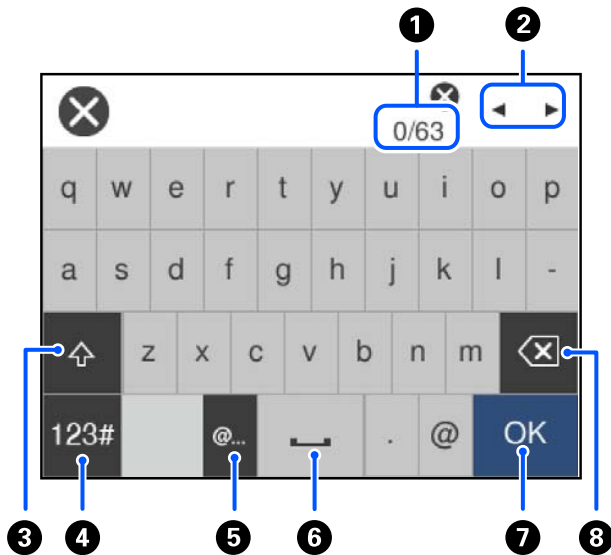 1 2
0/63
q w e r t y u i o p
a s d f g h j k l -
z x c v b n m
123# @... . @ OK
3 4 5 6 7 8